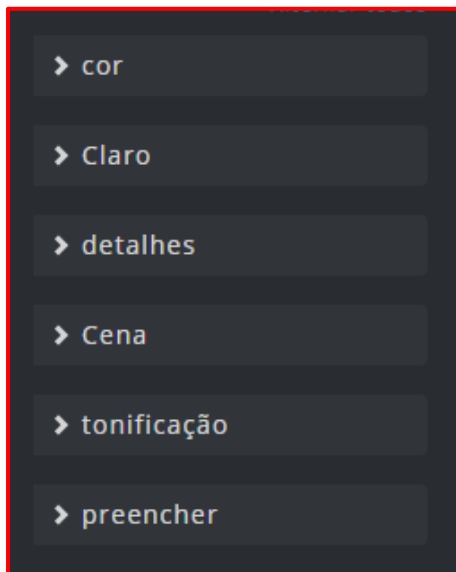 cor
Claro
detalhes
Cena
tonificação
preencher